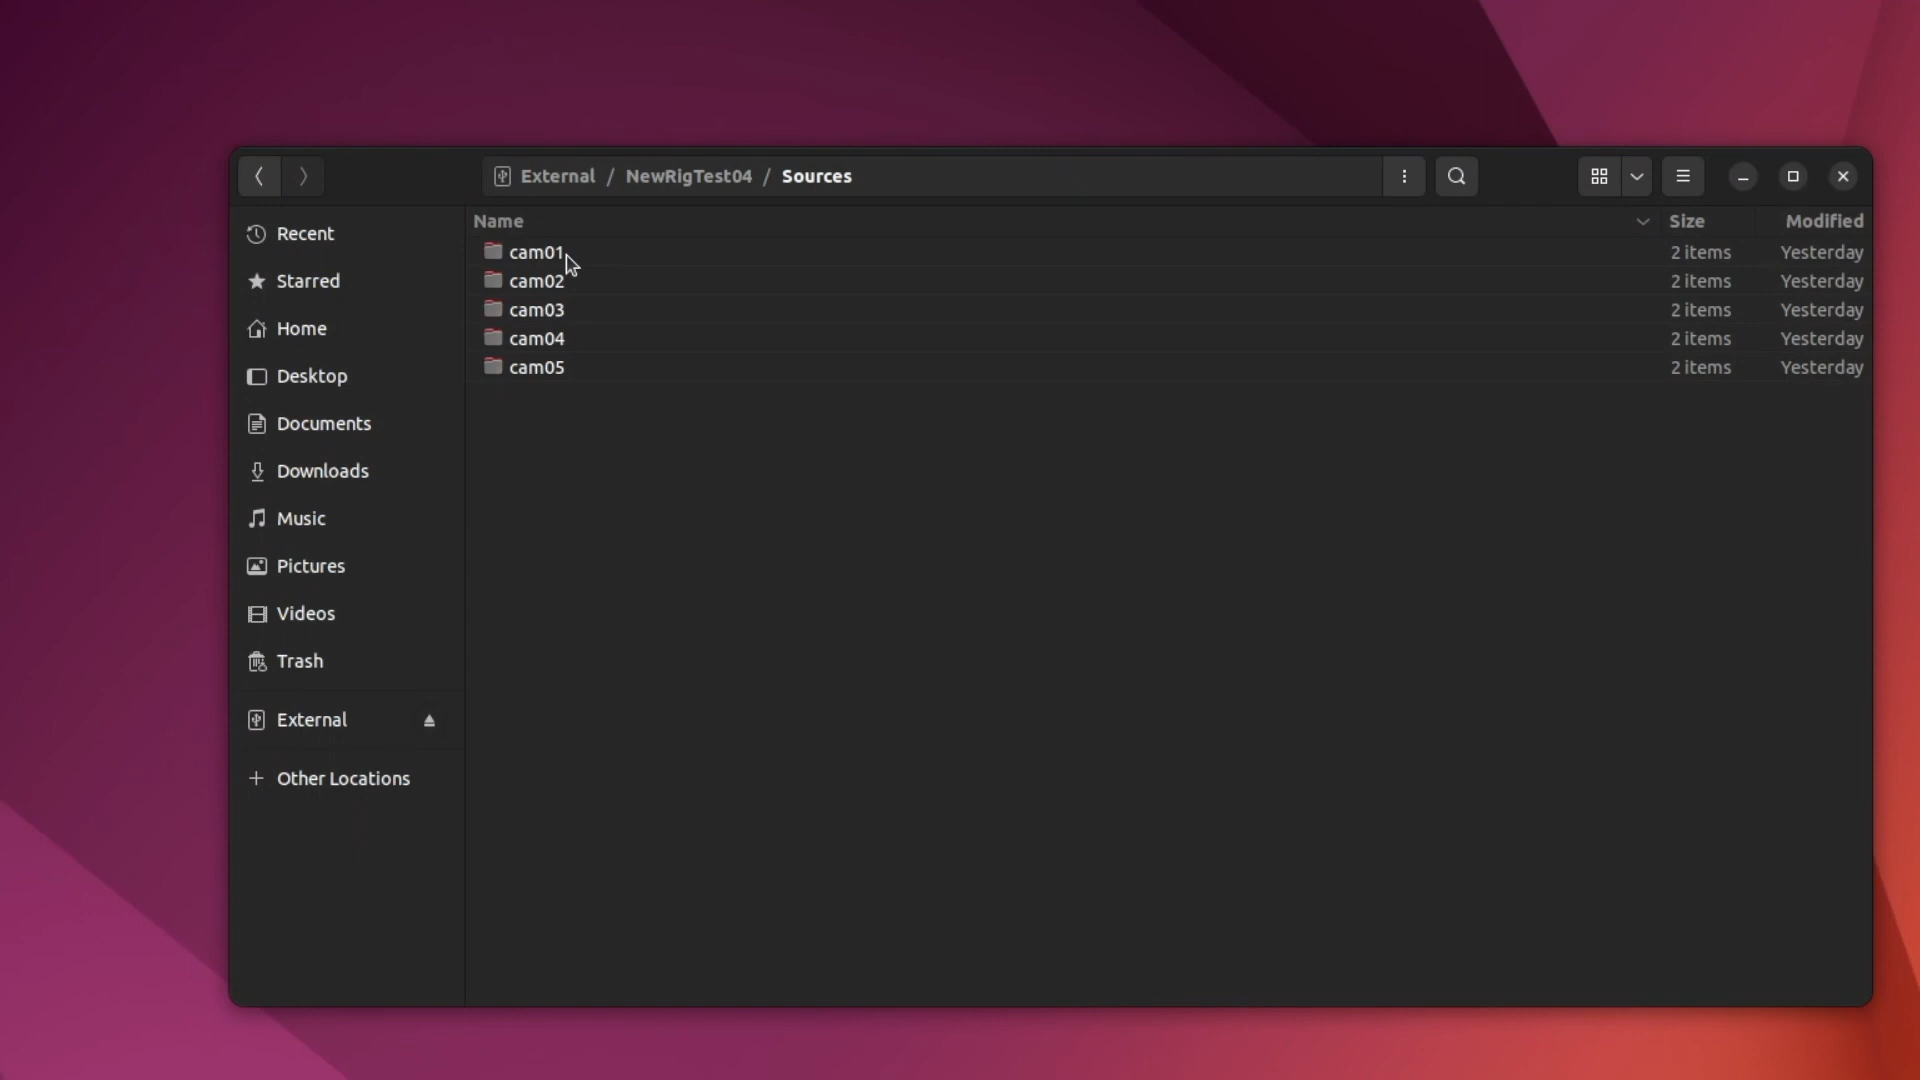 External / NewRigTest04 / Sources
Recent
Starred
Home
Desktop
Documents
Downloads
Music
Pictures
Videos
Trash
External
Other Locations
Name Size Modified
cam01 2 items Yesterday
cam02 2 items Yesterday
cam03 2 items Yesterday
cam04 2 items Yesterday
cam05 2 items Yesterday